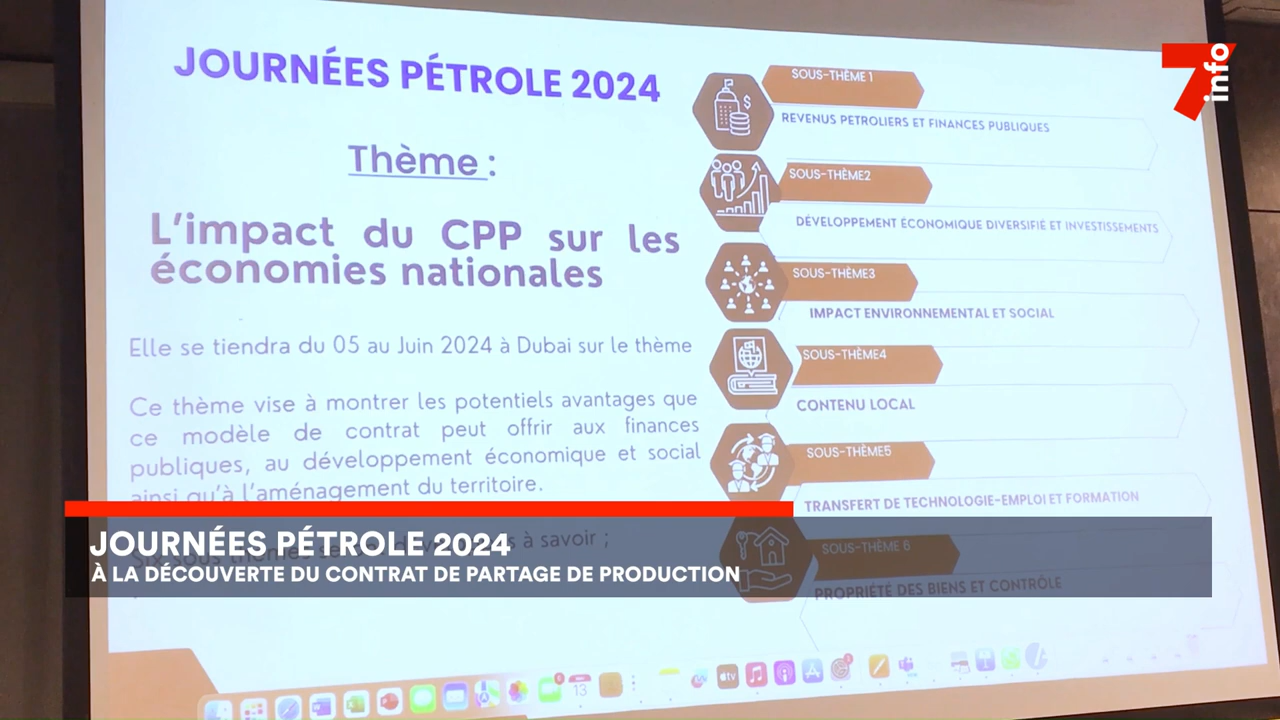 JOURNÉES PÉTROLE 2024
Thème :
L'impact du CPP sur les
économies nationales
Elle se tiendra du 05 au Juin 2024 à Dubai sur le thème
Ce thème vise à montrer les potentiels avantages que
ce modèle de contrat peut offrir aux finances
publiques, au développement économique et social
ainsi qu'à l'aménagement du territoire.
à savoir ;
SOUS-THÈME 1
REVENUS PETROLIERS ET FINANCES PUBLIQUES
SOUS-THÈME2
DÉVELOPPEMENT ÉCONOMIQUE DIVERSIFIÉ ET INVESTISSEMENTS
SOUS-THÈME3
IMPACT ENVIRONNEMENTAL ET SOCIAL
SOUS-THÈME4
CONTENU LOCAL
SOUS-THÈME5
TRANSFERT DE TECHNOLOGIE-EMPLOI ET FORMATION
SOUS-THÈME 6
PROPRIÉTÉ DES BIENS ET CONTRÔLE
7info
JOURNÉES PÉTROLE 2024
À LA DÉCOUVERTE DU CONTRAT DE PARTAGE DE PRODUCTION
13
tv